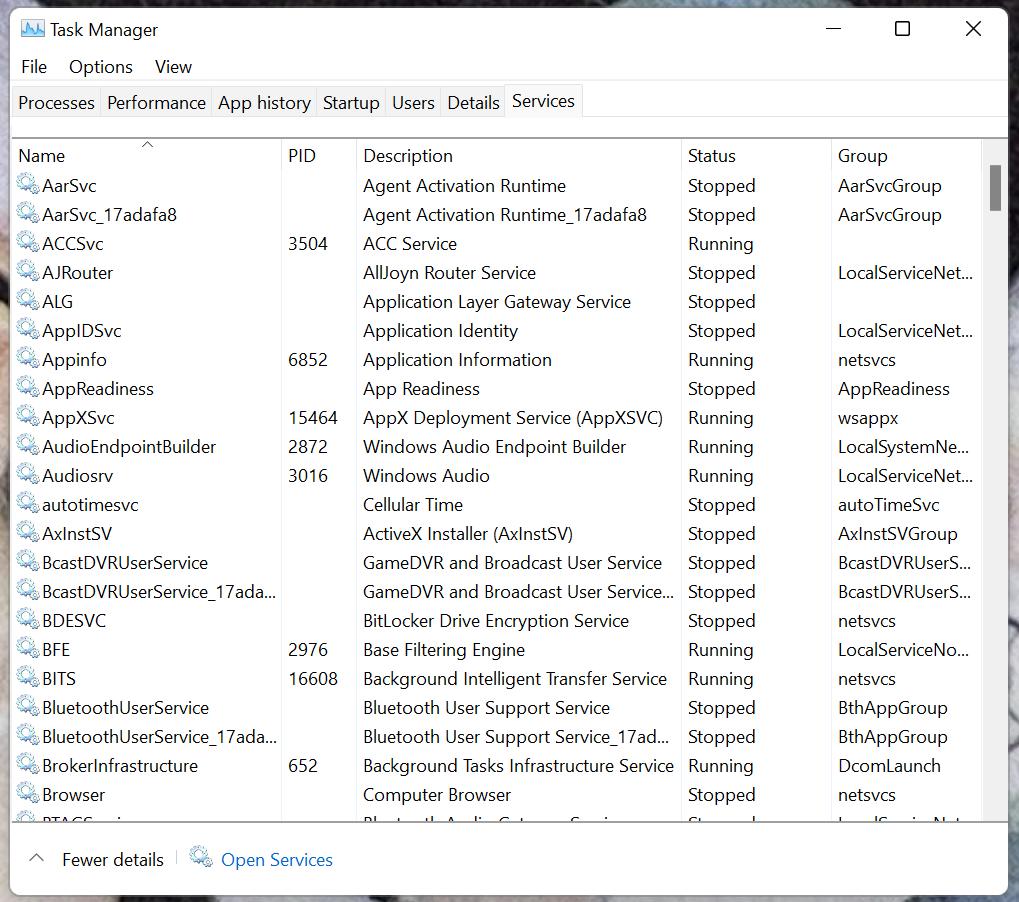 Task Manager
File Options View
Processes Performance App history Startup Users Details Services
Name PID Description Status Group
AarSvc Agent Activation Runtime Stopped AarSvcGroup
AarSvc_17adafa8 Agent Activation Runtime_17adafa8 Stopped AarSvcGroup
ACCSvc 3504 ACC Service Running
AJRouter AllJoyn Router Service Stopped LocalServiceNet...
ALG Application Layer Gateway Service Stopped
AppIDSvc Application Identity Stopped LocalServiceNet...
Appinfo 6852 Application Information Running netsvcs
AppReadiness App Readiness Stopped AppReadiness
AppXSvc 15464 AppX Deployment Service (AppXSVC) Running wsappx
AudioEndpointBuilder 2872 Windows Audio Endpoint Builder Running LocalSystemNe...
Audiosrv 3016 Windows Audio Running LocalServiceNet...
autotimesvc Cellular Time Stopped autoTimeSvc
AxInstSV ActiveX Installer (AxInstSV) Stopped AxInstSVGroup
BcastDVRUserService GameDVR and Broadcast User Service Stopped BcastDVRUserS...
BcastDVRUserService_17ada... GameDVR and Broadcast User Service... Stopped BcastDVRUserS...
BDESVC BitLocker Drive Encryption Service Stopped netsvcs
BFE 2976 Base Filtering Engine Running LocalServiceNo...
BITS 16608 Background Intelligent Transfer Service Running netsvcs
BluetoothUserService Bluetooth User Support Service Stopped BthAppGroup
BluetoothUserService_17ada... Bluetooth User Support Service_17ad... Stopped BthAppGroup
BrokerInfrastructure 652 Background Tasks Infrastructure Service Running DcomLaunch
Browser Computer Browser Stopped netsvcs
Fewer details Open Services